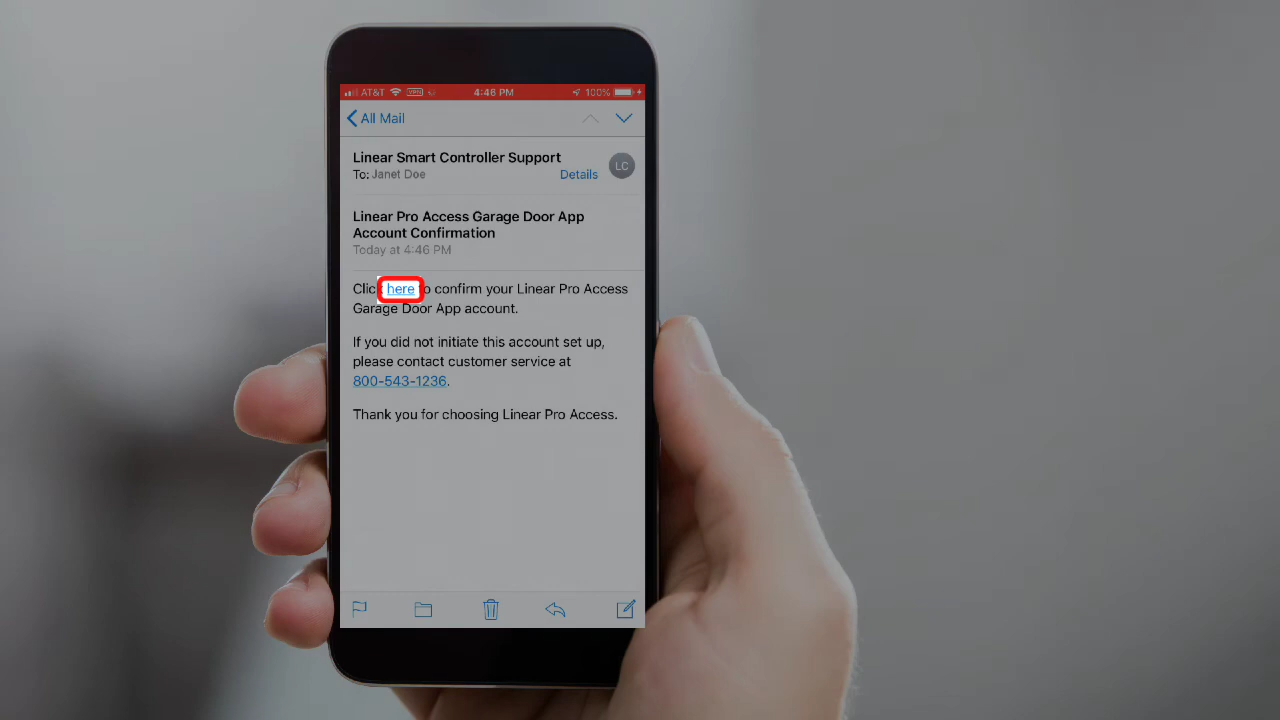 AT&T VPN 4:46 PM 100%
All Mail
Linear Smart Controller Support
LC
To: Janet Doe Details
Linear Pro Access Garage Door App
Account Confirmation
Today at 4:46 PM
Click here to confirm your Linear Pro Access
Garage Door App account.
If you did not initiate this account set up,
please contact customer service at
800-543-1236.
Thank you for choosing Linear Pro Access.